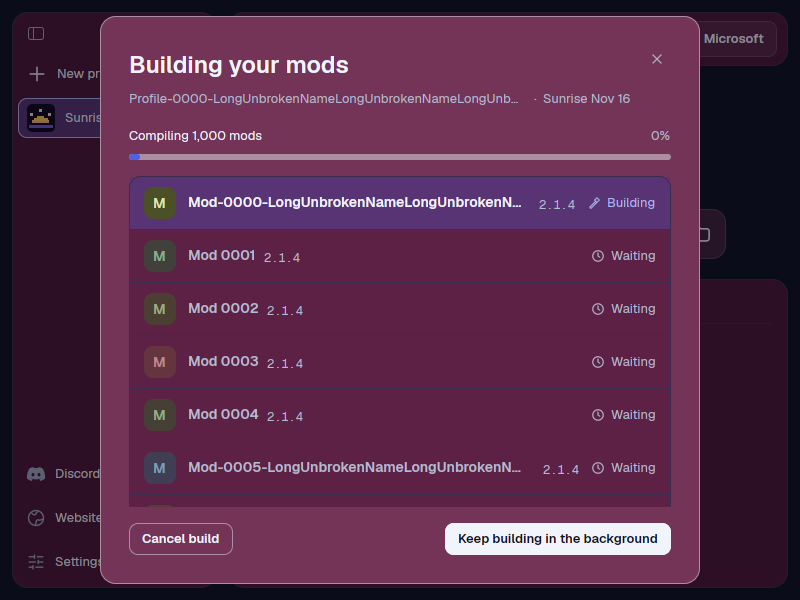 Microsoft
New pr
Sunris
Building your mods
Profile-0000-LongUnbrokenNameLongUnbrokenNameLongUnb... · Sunrise Nov 16
Compiling 1,000 mods 0%
M Mod-0000-LongUnbrokenNameLongUnbrokenN... 2.1.4 Building
M Mod 0001 2.1.4 Waiting
M Mod 0002 2.1.4 Waiting
M Mod 0003 2.1.4 Waiting
M Mod 0004 2.1.4 Waiting
M Mod-0005-LongUnbrokenNameLongUnbrokenN... 2.1.4 Waiting
Discord
Website
Settings
Cancel build Keep building in the background